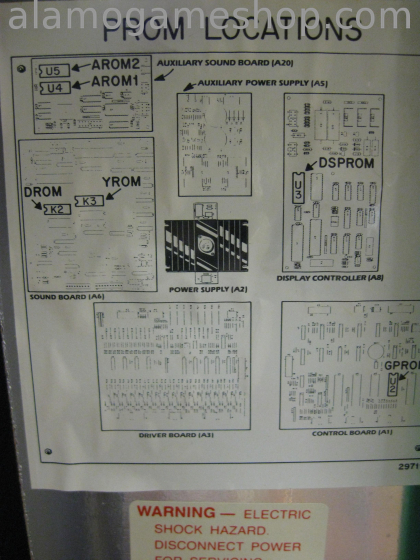 alamogameshop.com
PROM LOCATIONS
AROM2
U5
AROM1
U4
AUXILIARY SOUND BOARD (A20)
AUXILIARY POWER SUPPLY (A5)
DSPROM
U3
DROM
YROM
K2
K3
SOUND BOARD (A6)
POWER SUPPLY (A2)
DISPLAY CONTROLLER (A8)
GPRO
DRIVER BOARD (A3)
CONTROL BOARD (A1)
2971
WARNING — ELECTRIC
SHOCK HAZARD.
DISCONNECT POWER
FOR SERVICING